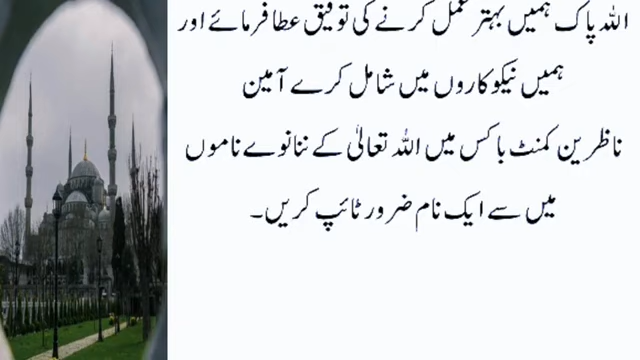 اللہ پاک ہمیں بہتر عمل کرنے کی توفیق عطا فرمائے اور
ہمیں نیکوکاروں میں شامل کرے آمین
ناظرین کمنٹ باکس میں اللہ تعالیٰ کے ننانوے ناموں
میں سے ایک نام ضرور ٹائپ کریں۔